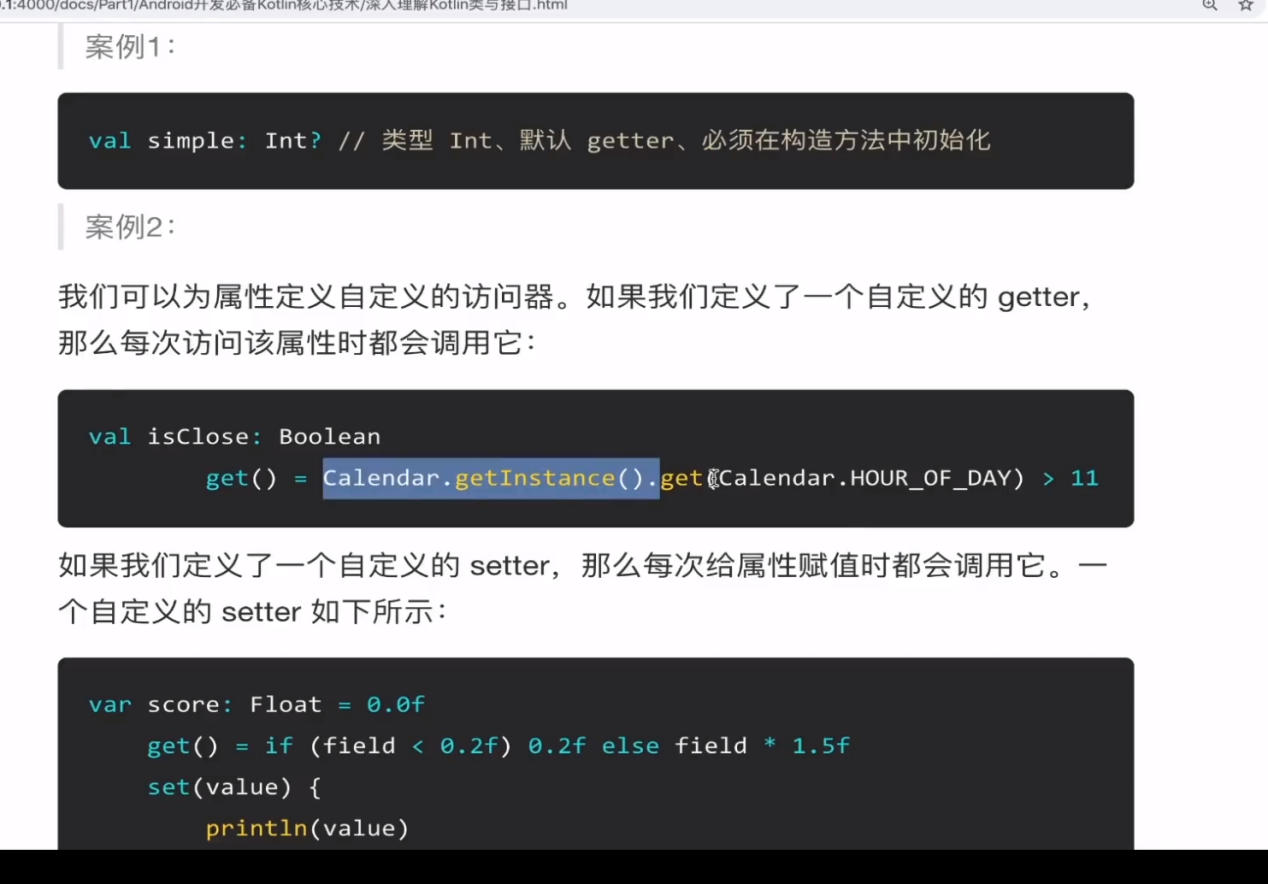 .1:4000/docs/Part1/Android开发必备Kotlin核心技术/深入理解Kotlin类与接口.html
案例1：
val simple: Int? // 类型 Int、默认 getter、必须在构造方法中初始化
案例2：
我们可以为属性定义自定义的访问器。如果我们定义了一个自定义的 getter，
那么每次访问该属性时都会调用它：
val isClose: Boolean
get() = Calendar.getInstance().get(Calendar.HOUR_OF_DAY) > 11
如果我们定义了一个自定义的 setter，那么每次给属性赋值时都会调用它。一
个自定义的 setter 如下所示：
var score: Float = 0.0f
get() = if (field < 0.2f) 0.2f else field * 1.5f
set(value) {
println(value)